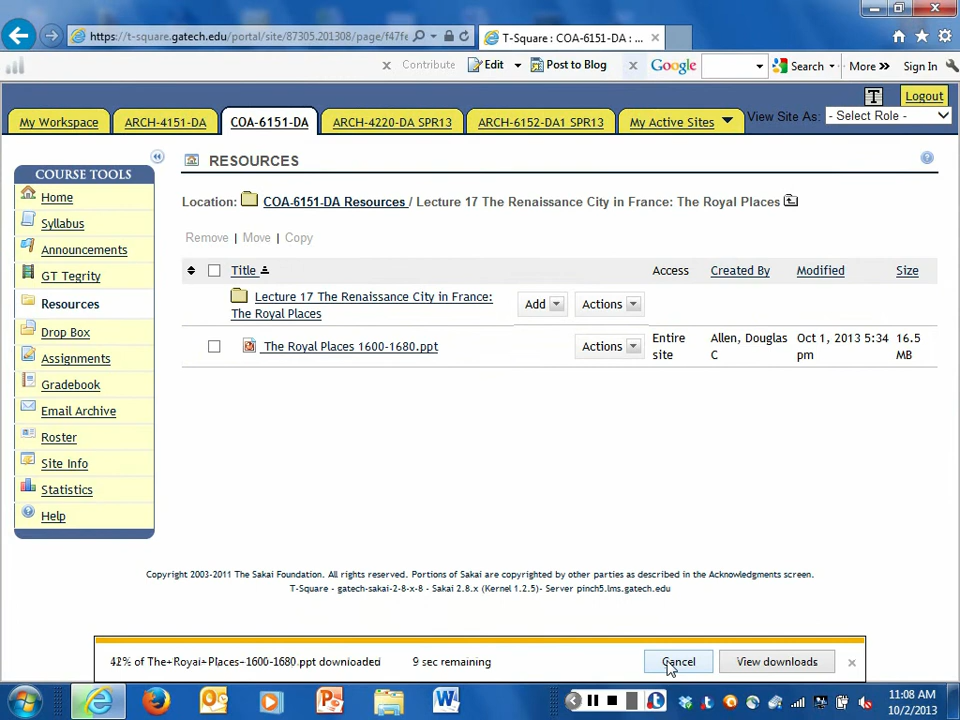 https://t-square.gatech.edu/portal/site/87305.201308/page/f47fe
T-Square : COA-6151-DA : ...
Contribute Edit Post to Blog Google Search More » Sign In
Logout
My Workspace ARCH-4151-DA COA-6151-DA ARCH-4220-DA SPR13 ARCH-6152-DA1 SPR13 My Active Sites View Site As: - Select Role -
COURSE TOOLS
Home
Syllabus
Announcements
GT Tegrity
Resources
Drop Box
Assignments
Gradebook
Email Archive
Roster
Site Info
Statistics
Help
RESOURCES
Location: COA-6151-DA Resources / Lecture 17 The Renaissance City in France: The Royal Places
Remove | Move | Copy
Title Access Created By Modified Size
Lecture 17 The Renaissance City in France:
The Royal Places
Add Actions
The Royal Places 1600-1680.ppt Actions
Entire
site
Allen, Douglas
C
Oct 1, 2013 5:34
pm
16.5
MB
Copyright 2003-2011 The Sakai Foundation. All rights reserved. Portions of Sakai are copyrighted by other parties as described in the Acknowledgments screen.
T-Square - gatech-sakai-2-8-x-8 - Sakai 2.8.x (Kernel 1.2.5)- Server pinch5.lms.gatech.edu
of The+Royal+Places+1600-1680.ppt downloaded 9 sec remaining Cancel View downloads
11:08 AM
10/2/2013